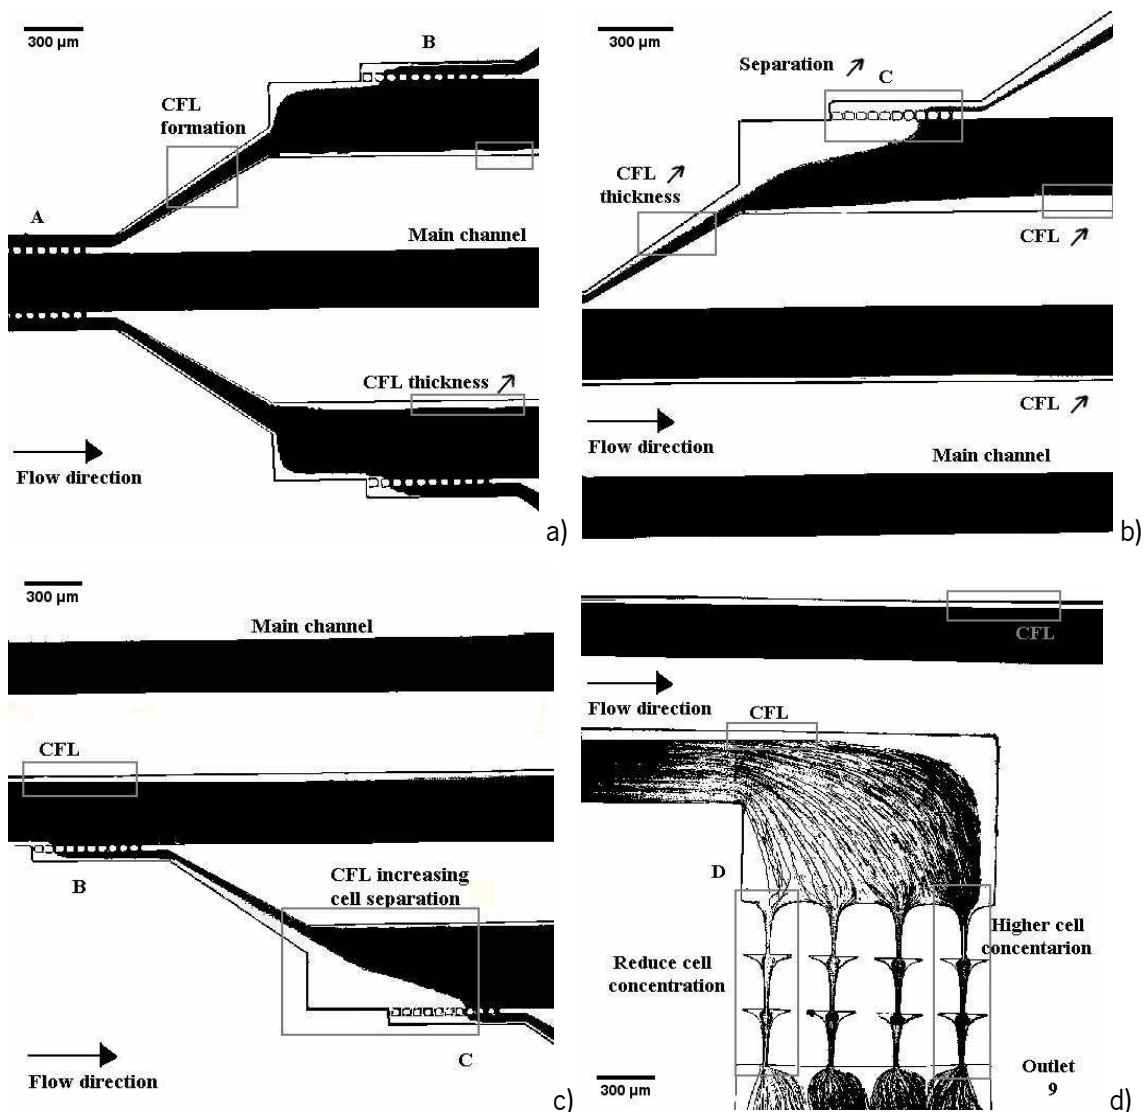 300 µm
B
CFL
formation
A
Main channel
CFL thickness
Flow direction
a)
300 µm
Separation
C
CFL
thickness
CFL
CFL
Flow direction
Main channel
b)
300 µm
Main channel
CFL
B
CFL increasing
cell separation
C
Flow direction
c)
CFL
Flow direction
CFL
D
Higher cell
concentarion
Reduce cell
concentration
Outlet
9
300 µm
d)